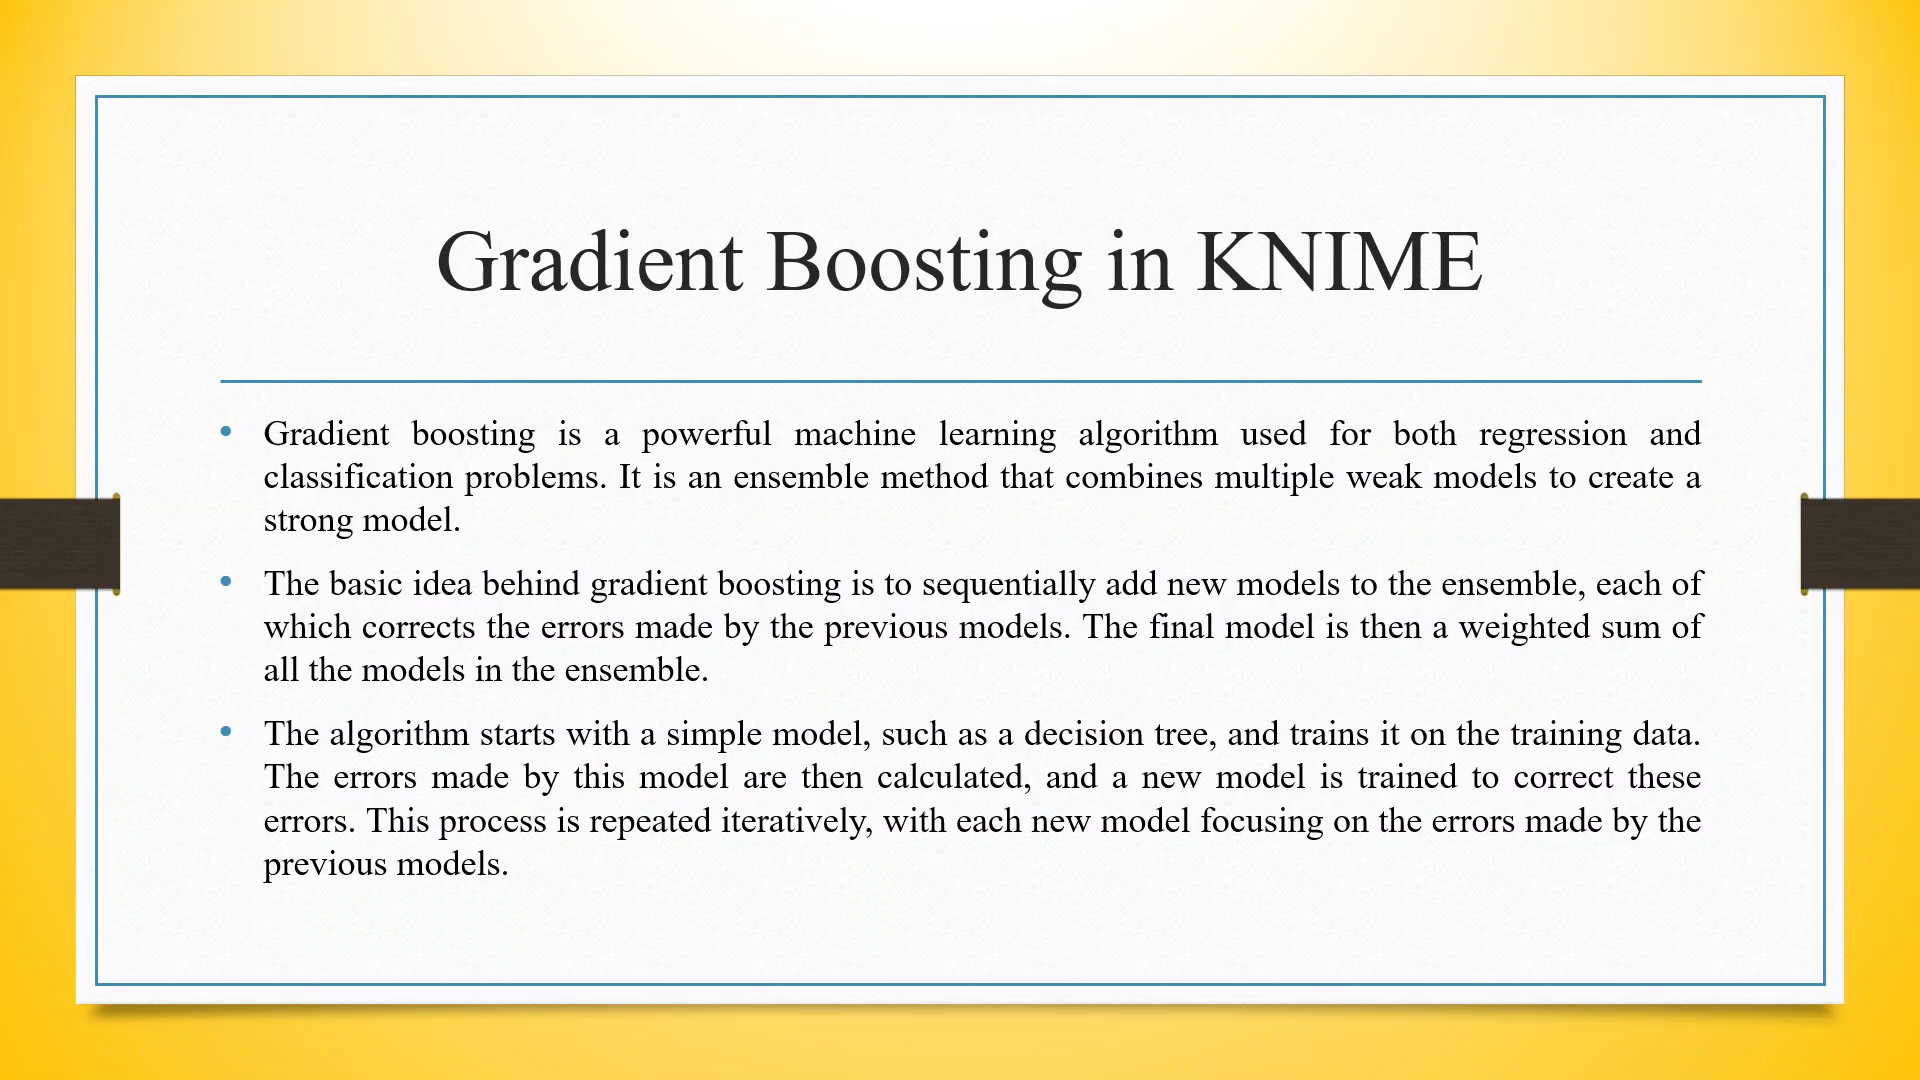 Gradient Boosting in KNIME
• Gradient boosting is a powerful machine learning algorithm used for both regression and
classification problems. It is an ensemble method that combines multiple weak models to create a
strong model.
• The basic idea behind gradient boosting is to sequentially add new models to the ensemble, each of
which corrects the errors made by the previous models. The final model is then a weighted sum of
all the models in the ensemble.
• The algorithm starts with a simple model, such as a decision tree, and trains it on the training data.
The errors made by this model are then calculated, and a new model is trained to correct these
errors. This process is repeated iteratively, with each new model focusing on the errors made by the
previous models.